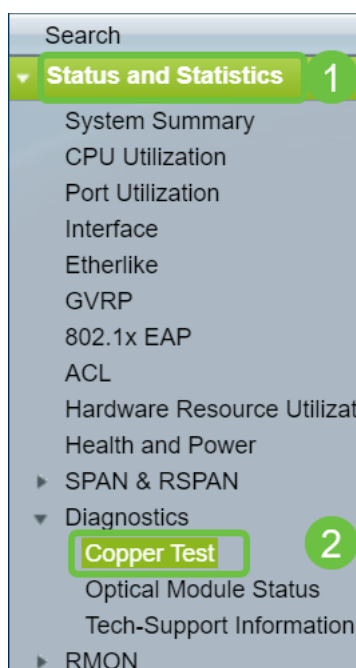 Search
Status and Statistics 1
System Summary
CPU Utilization
Port Utilization
Interface
Etherlike
GVRP
802.1x EAP
ACL
Hardware Resource Utilizat
Health and Power
SPAN & RSPAN
Diagnostics
Copper Test 2
Optical Module Status
Tech-Support Information
RMON